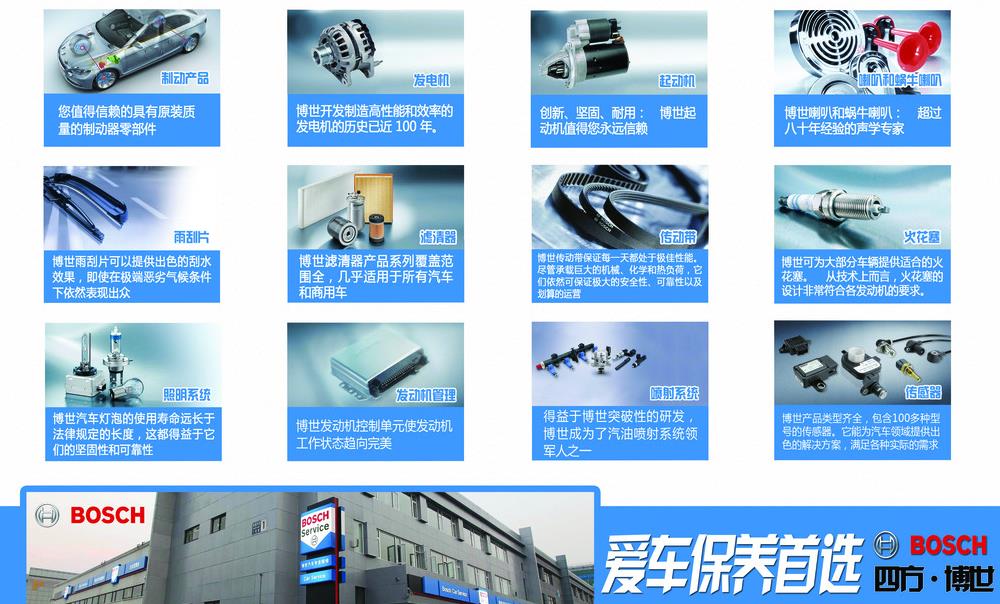 制动产品
您值得信赖的具有原装质
量的制动器零部件
发电机
博世开发制造高性能和效率的
发电机的历史已近 100 年。
起动机
创新、坚固、耐用： 博世起
动机值得您永远信赖
喇叭和蜗牛喇叭
博世喇叭和蜗牛喇叭： 超过
八十年经验的声学专家
雨刮片
博世雨刮片可以提供出色的刮水
效果，即使在极端恶劣气候条件
下依然表现出众
滤清器
博世滤清器产品系列覆盖范
围全，几乎适用于所有汽车
和商用车
传动带
博世传动带保证每一天都处于极佳性能。
尽管承载巨大的机械、化学和热负荷，它
们依然可保证极大的安全性、可靠性以及
划算的运营
火花塞
博世可为大部分车辆提供适合的火
花塞。 从技术上而言，火花塞的
设计非常符合各发动机的要求。
照明系统
博世汽车灯泡的使用寿命远长于
法律规定的长度，这都得益于它
们的坚固性和可靠性
发动机管理
博世发动机控制单元使发动机
工作状态趋向完美
喷射系统
得益于博世突破性的研发，
博世成为了汽油喷射系统领
军人之一
传感器
博世产品类型齐全，包含100多种型
号的传感器。它能为汽车领域提供出
色的解决方案，满足各种实际的需求
BOSCH
BOSCH
Service
Car Service
Bosch Car Service
爱车保养首选
BOSCH
四方·博世